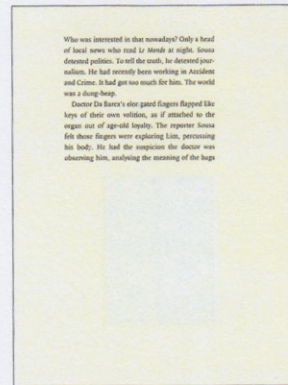 Who was interested in that nowadays? Only a head
of local news who read Le Monde at night. Sousa
detested politics. To tell the truth, he detested jour-
nalism. He had recently been working in Accident
and Crime. It had got too much for him. The world
was a dung-heap.
Doctor Da Barca's elongated fingers flapped like
keys of their own volition, as if attached to the
organ out of age-old loyalty. The reporter Sousa
felt those fingers were exploring him, percussing
his body. He had the suspicion the doctor was
observing him, analysing the meaning of the bags